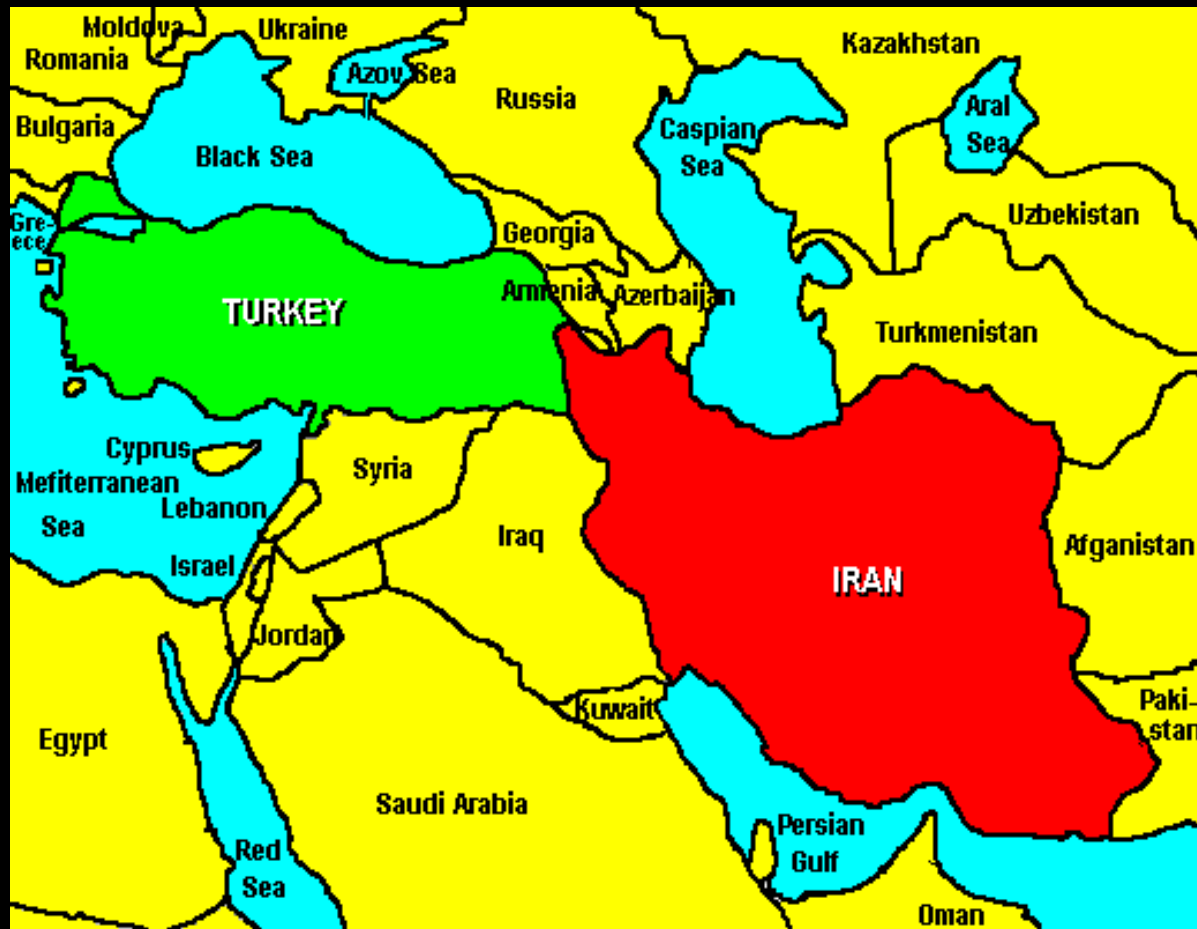 Moldova
Ukraine
Romania
Kazakhstan
Azov Sea
Russia
Aral
Sea
Bulgaria
Caspian
Sea
Black Sea
Gre-
ece
Georgia
Uzbekistan
Armenia
Azerbaijan
TURKEY
Turkmenistan
Cyprus
Syria
Mefiterranean
Sea
Lebanon
Iraq
Afganistan
Israel
IRAN
Jordan
Kuwait
Paki-
stan
Egypt
Saudi Arabia
Persian
Gulf
Red
Sea
Oman